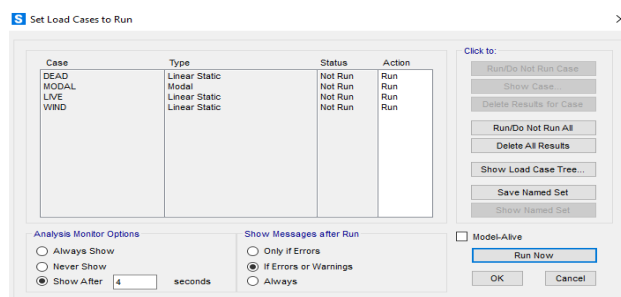 S Set Load Cases to Run
Case Type Status Action
DEAD Linear Static Not Run Run
MODAL Modal Not Run Run
LIVE Linear Static Not Run Run
WIND Linear Static Not Run Run
Click to:
Run/Do Not Run Case
Show Case...
Delete Results for Case
Run/Do Not Run All
Delete All Results
Show Load Case Tree...
Save Named Set
Show Named Set
Analysis Monitor Options
Always Show
Never Show
Show After 4 seconds
Show Messages after Run
Only if Errors
If Errors or Warnings
Always
Model-Alive
Run Now
OK Cancel